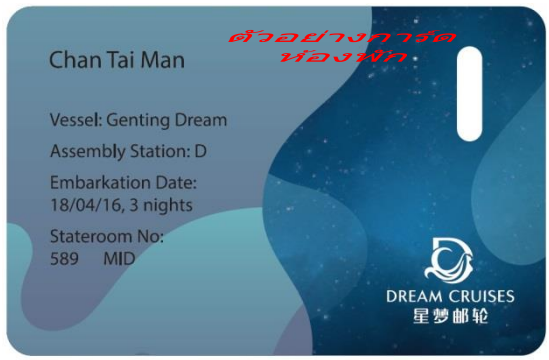 Chan Tai Man
ตัวอย่างการ์ด
ห้องพัก
Vessel: Genting Dream
Assembly Station: D
Embarkation Date:
18/04/16, 3 nights
Stateroom No:
589 MID
DREAM CRUISES
星梦邮轮